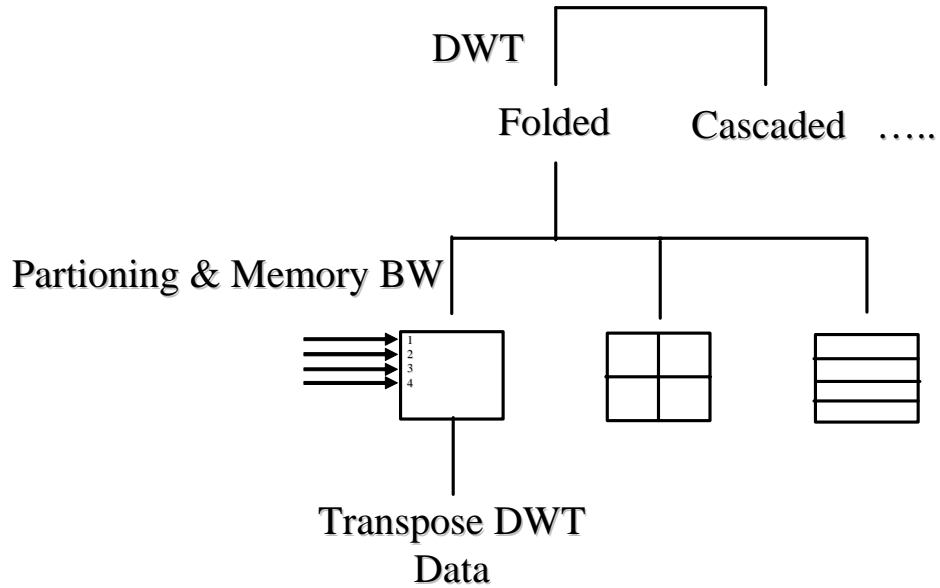 DWT
Folded
Cascaded …..
Partioning & Memory BW
1
2
3
4
Transpose DWT
Data